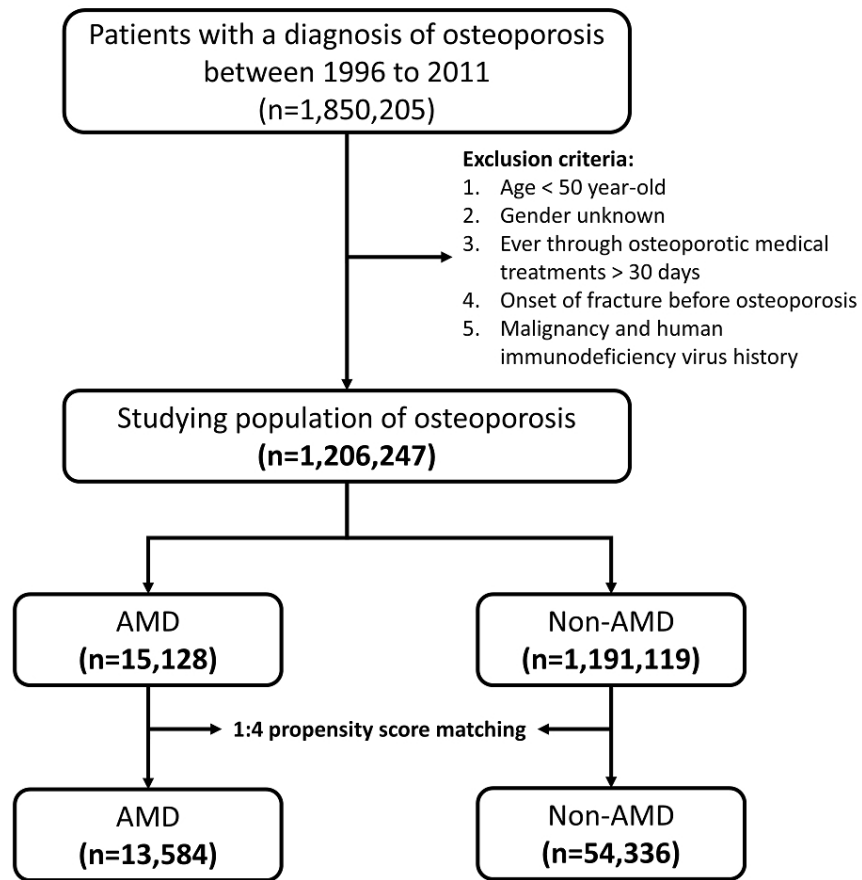 Patients with a diagnosis of osteoporosis
between 1996 to 2011
(n=1,850,205)
Exclusion criteria:
1. Age < 50 year-old
2. Gender unknown
3. Ever through osteoporotic medical
treatments > 30 days
4. Onset of fracture before osteoporosis
5. Malignancy and human
immunodeficiency virus history
Studying population of osteoporosis
(n=1,206,247)
AMD
(n=15,128)
Non-AMD
(n=1,191,119)
1:4 propensity score matching
AMD
(n=13,584)
Non-AMD
(n=54,336)